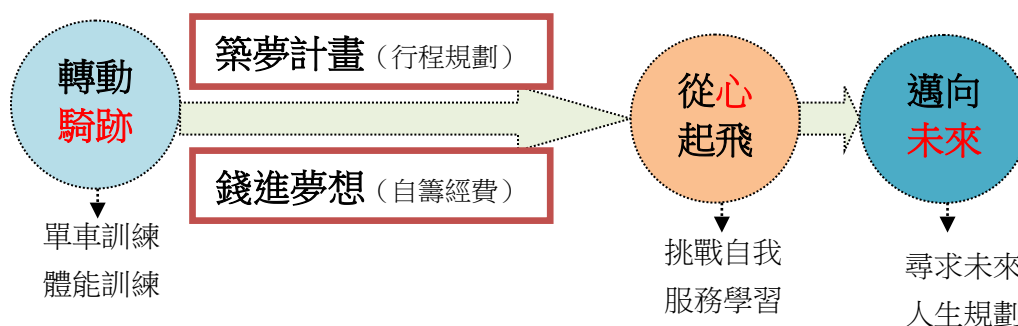 轉動
騎跡
單車訓練
體能訓練
築夢計畫（行程規劃）
錢進夢想（自籌經費）
從心
起飛
挑戰自我
服務學習
邁向
未來
尋求未來
人生規劃